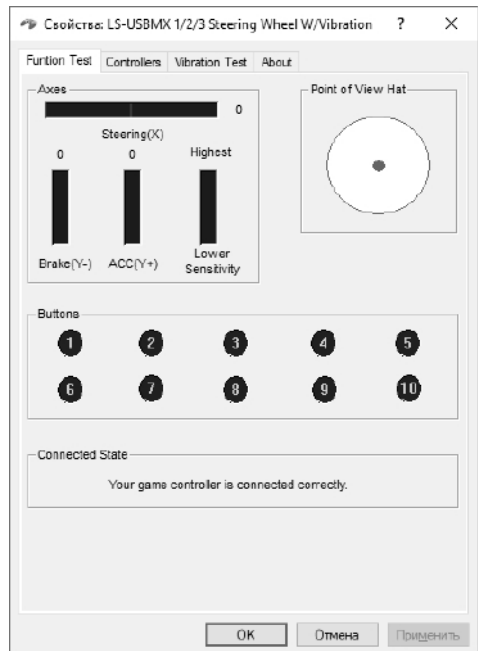 Свойства: LS-USBMX 1/2/3 Steering Wheel W/Vibration ? ×
Funtion Test Controllers Vibration Test About
Axes
0
Steering(X)
0 0 Highest
Brake(Y-) ACC(Y+) Lower Sensitivity
Point of View Hat
Buttons
1 2 3 4 5
6 7 8 9 10
Connected State
Your game controller is connected correctly.
OK Отмена Применить